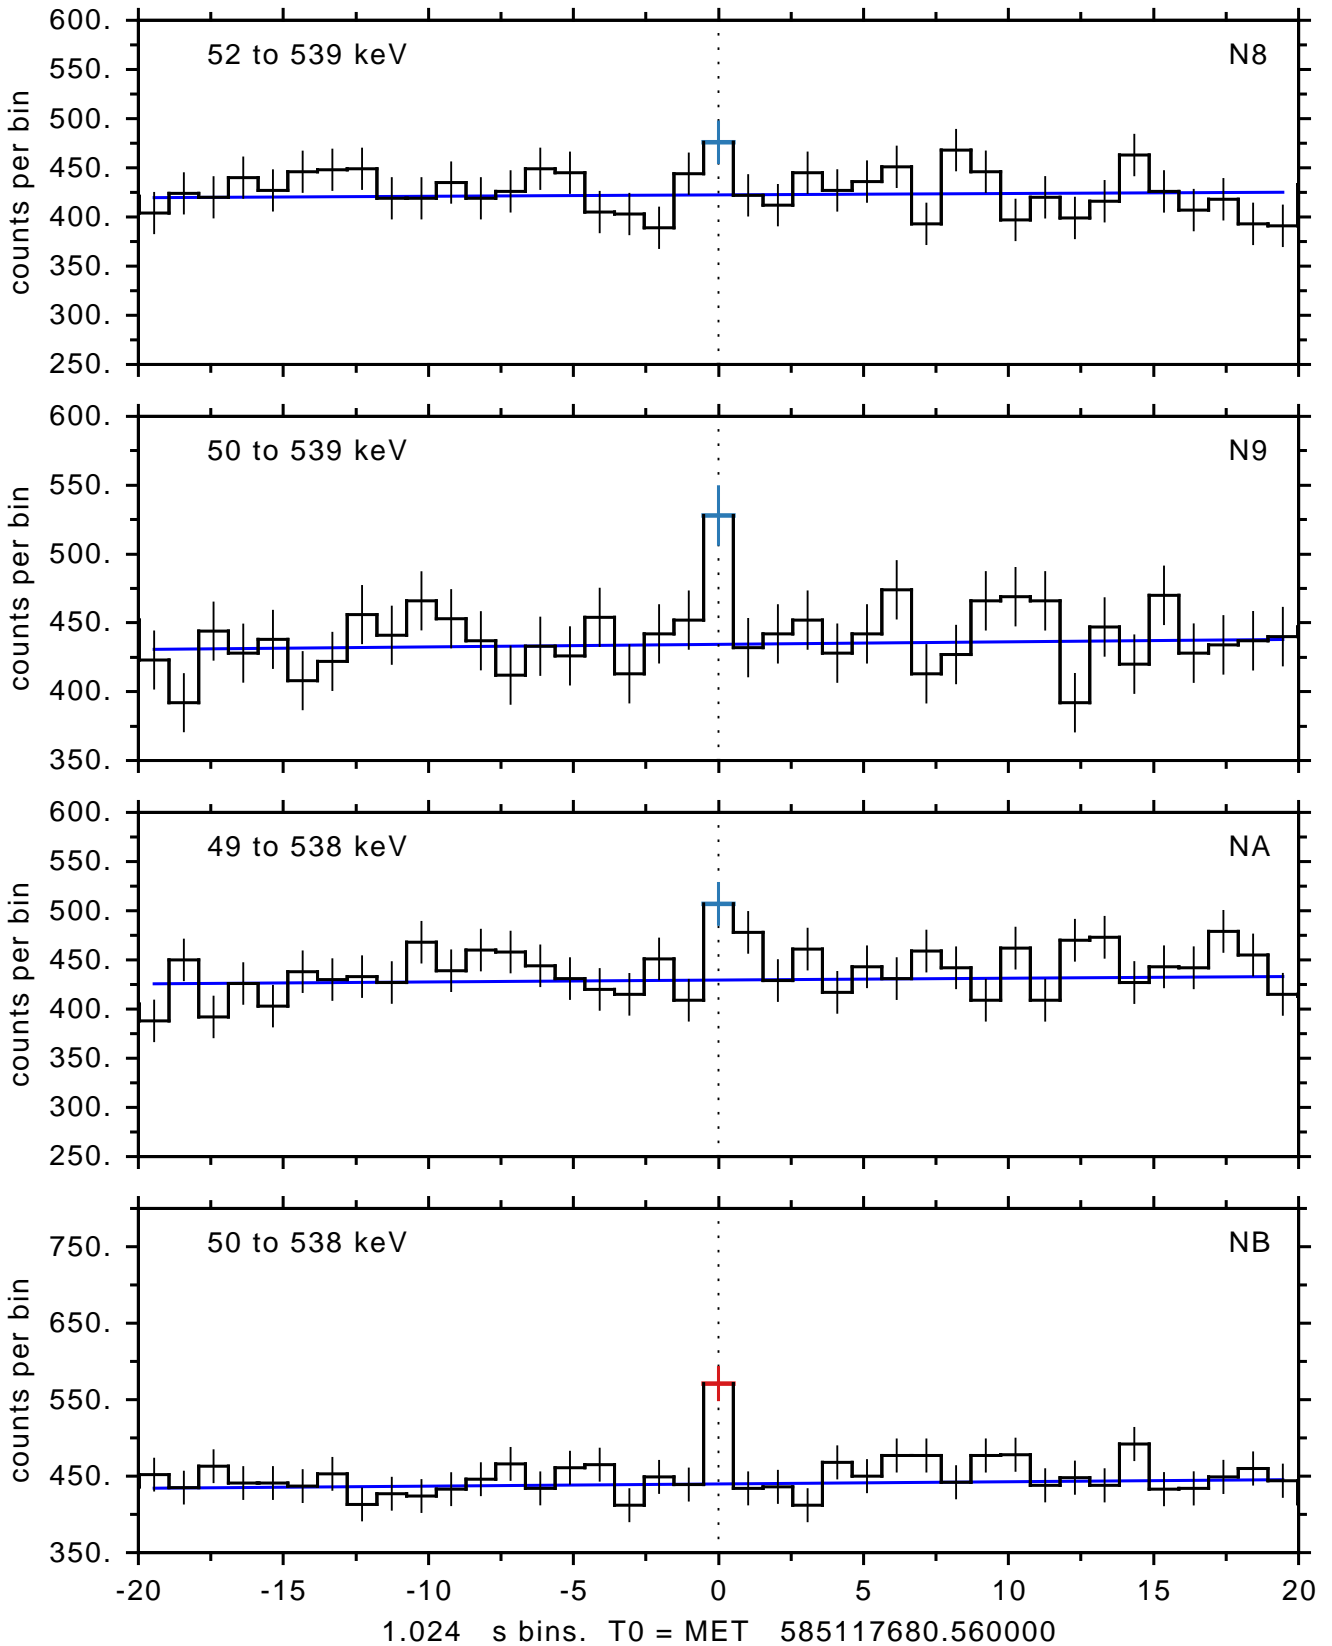 600.
52 to 539 keV N8
550.
500.
450.
400.
350.
300.
250.
counts per bin
600.
50 to 539 keV N9
550.
500.
450.
400.
350.
counts per bin
600.
49 to 538 keV NA
550.
500.
450.
400.
350.
300.
250.
counts per bin
50 to 538 keV NB
750.
650.
550.
450.
350.
counts per bin
-20 -15 -10 -5 0 5 10 15 20
1.024 s bins. T0 = MET 585117680.560000